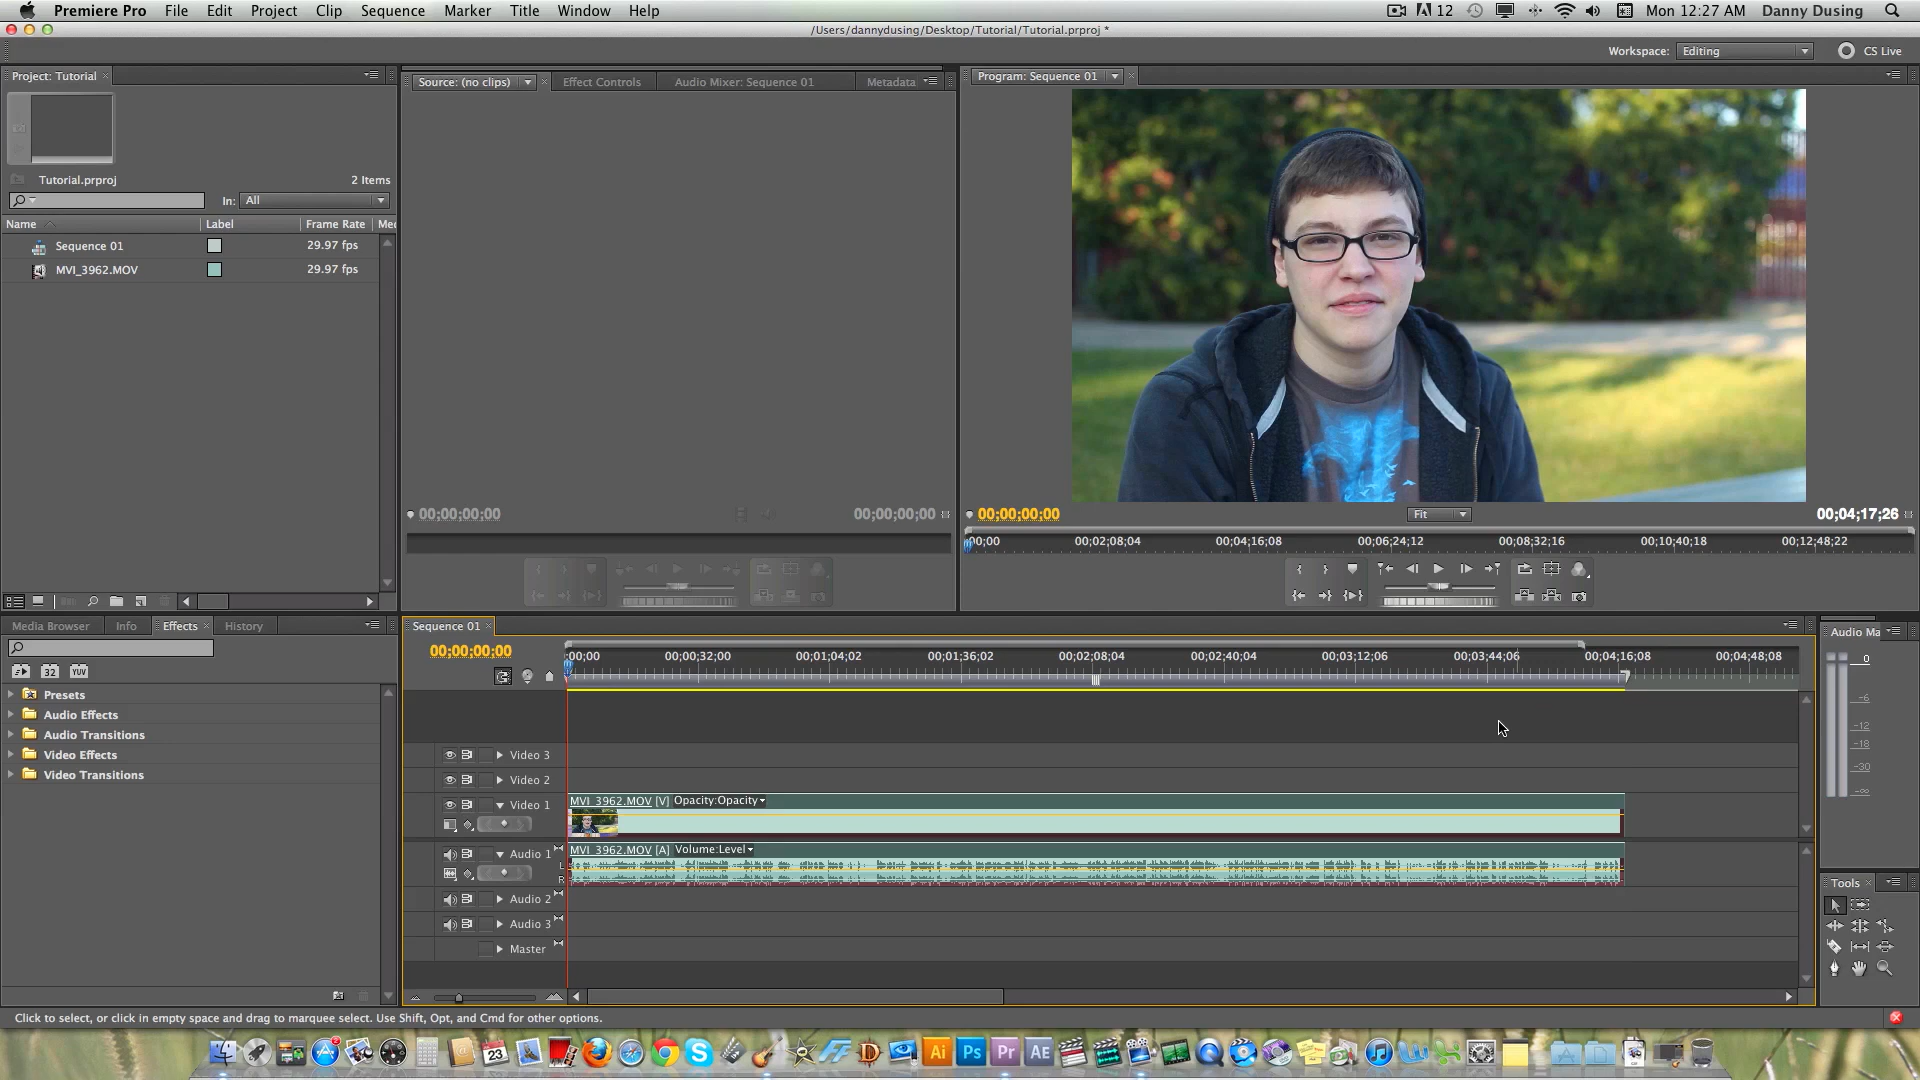 Premiere Pro File Edit Project Clip Sequence Marker Title Window Help 12 Mon 12:27 AM Danny Dusing
/Users/dannydusing/Desktop/Tutorial/Tutorial.prproj *
Workspace: Editing CS Live
Project: Tutorial
Source: (no clips) Effect Controls Audio Mixer: Sequence 01 Metadata
Program: Sequence 01
Tutorial.prproj 2 Items
In: All
Name Label Frame Rate Me
Sequence 01 29.97 fps
MVI_3962.MOV 29.97 fps
00;00;00;00 00;00;00;00
00;00;00;00 Fit 00;04;17;26
00;00 00;02;08;04 00;04;16;08 00;06;24;12 00;08;32;16 00;10;40;18 00;12;48;22
Media Browser Info Effects History
32 YUV
Presets
Audio Effects
Audio Transitions
Video Effects
Video Transitions
Sequence 01
00;00;00;00
;00;00 00;00;32;00 00;01;04;02 00;01;36;02 00;02;08;04 00;02;40;04 00;03;12;06 00;03;44;06 00;04;16;08 00;04;48;08
Video 3
Video 2
Video 1 MVI_3962.MOV [V] Opacity:Opacity
Audio 1 MVI_3962.MOV [A] Volume:Level
L
R
Audio 2
Audio 3
Master
Audio Ma
0
-6
-12
-18
-30
-∞
Tools
Click to select, or click in empty space and drag to marquee select. Use Shift, Opt, and Cmd for other options.
23 Ai Ps Pr Ae